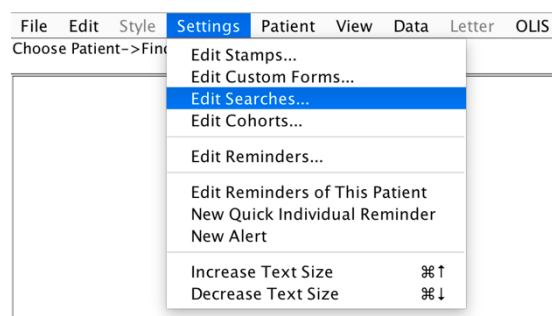 File Edit Style Settings Patient View Data Letter OLIS
Choose Patient->Find
Edit Stamps...
Edit Custom Forms...
Edit Searches...
Edit Cohorts...
Edit Reminders...
Edit Reminders of This Patient
New Quick Individual Reminder
New Alert
Increase Text Size ⌘↑
Decrease Text Size ⌘↓